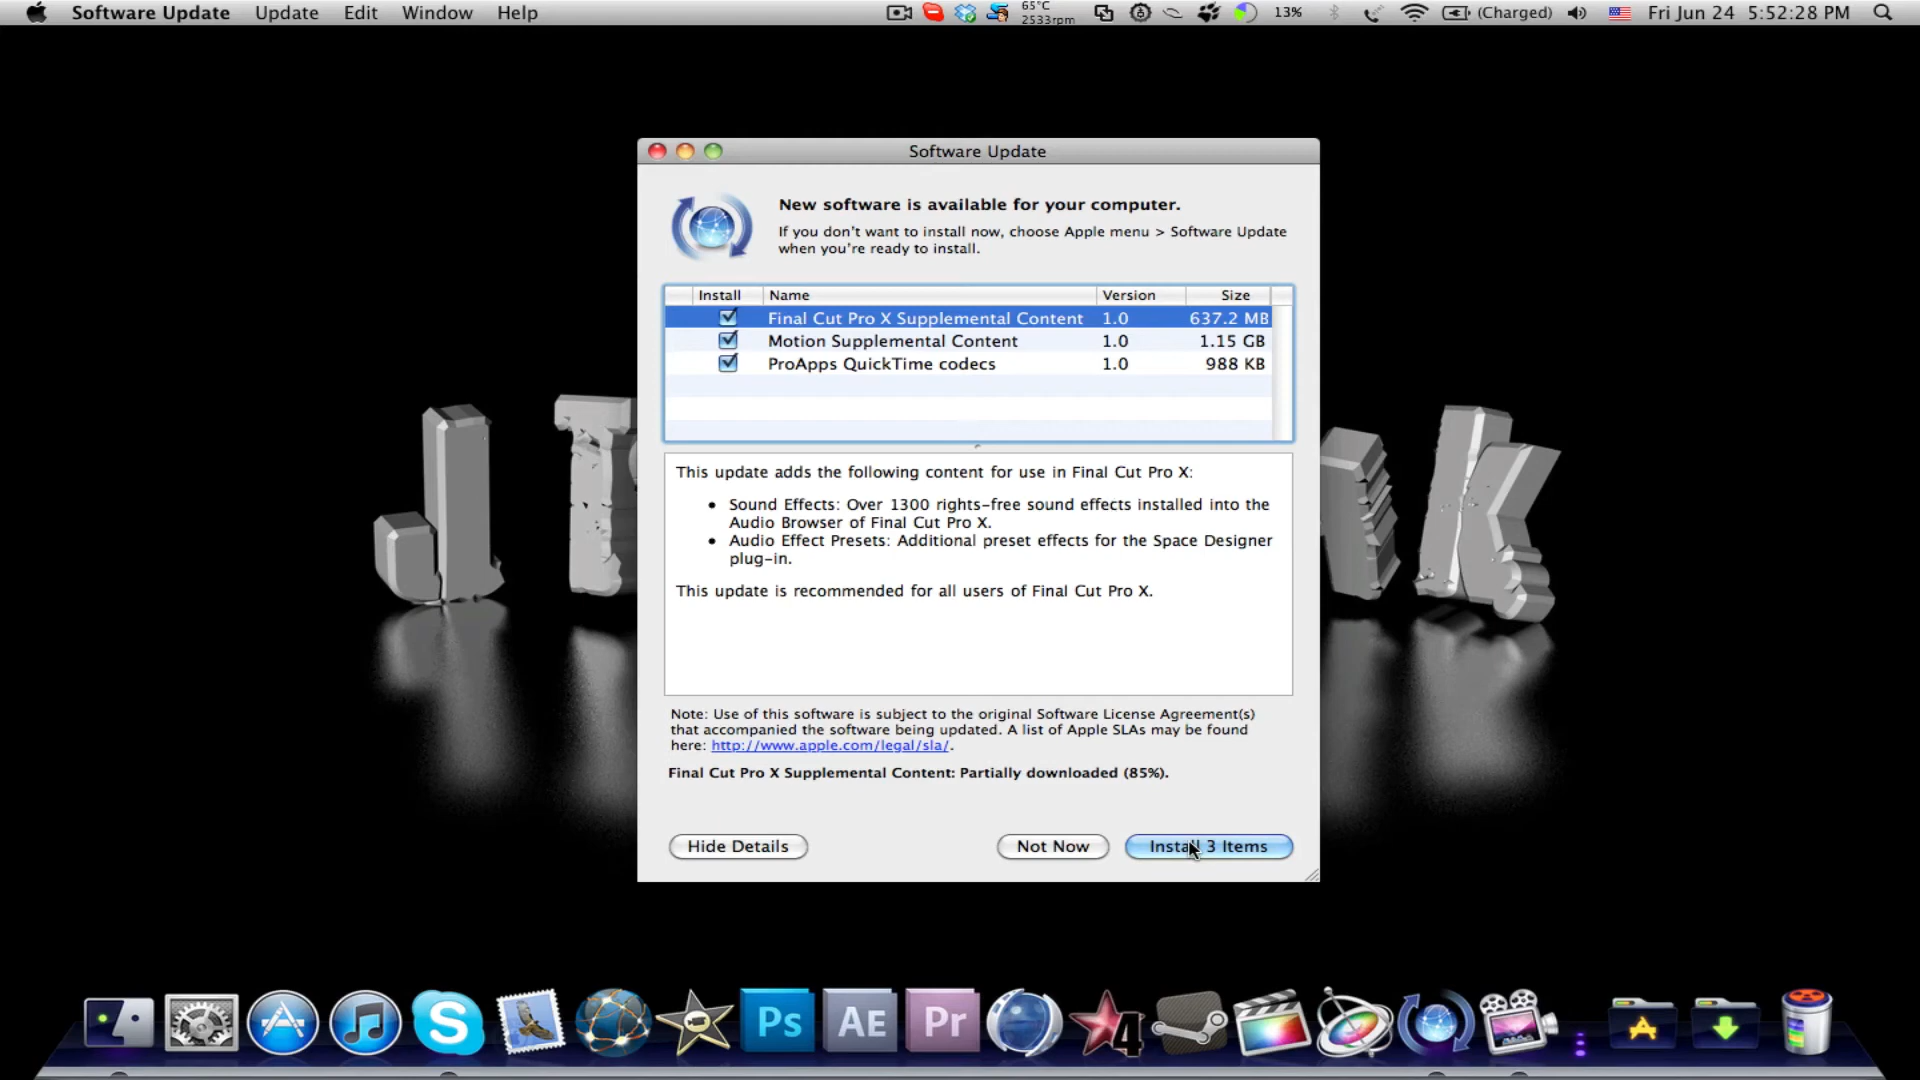 Software Update Update Edit Window Help 65°C 2533rpm 13% (Charged) Fri Jun 24 5:52:28 PM
Software Update
New software is available for your computer.
If you don't want to install now, choose Apple menu > Software Update
when you're ready to install.
Install Name Version Size
Final Cut Pro X Supplemental Content 1.0 637.2 MB
Motion Supplemental Content 1.0 1.15 GB
ProApps QuickTime codecs 1.0 988 KB
This update adds the following content for use in Final Cut Pro X:
• Sound Effects: Over 1300 rights-free sound effects installed into the
Audio Browser of Final Cut Pro X.
• Audio Effect Presets: Additional preset effects for the Space Designer
plug-in.
This update is recommended for all users of Final Cut Pro X.
Note: Use of this software is subject to the original Software License Agreement(s)
that accompanied the software being updated. A list of Apple SLAs may be found
here: http://www.apple.com/legal/sla/.
Final Cut Pro X Supplemental Content: Partially downloaded (85%).
Hide Details Not Now Install 3 Items
Ps AE Pr 4